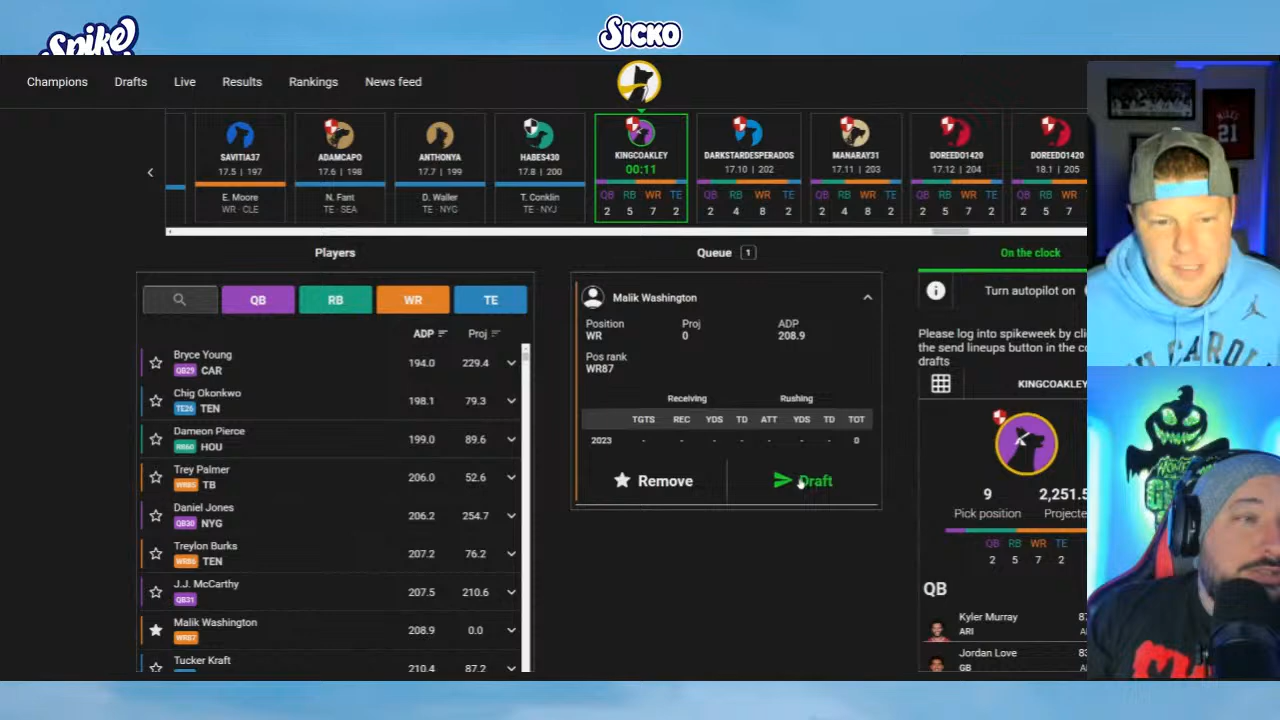 Spike
SICKO
Champions
Drafts
Live
Results
Rankings
News feed
SAVITIA37
17.5 | 197
E. Moore
WR - CLE
ADAMCAPO
17.6 | 198
N. Fant
TE - SEA
ANTHONYA
17.7 | 199
D. Waller
TE - NYG
HABES430
17.8 | 200
T. Conklin
TE - NYJ
KINGCOAKLEY
00:11
QB RB WR TE
2 5 7 2
DARKSTARDESPERADOS
17.10 | 202
QB RB WR TE
2 4 8 2
MANARAY31
17.11 | 203
QB RB WR TE
2 4 8 2
DOREEDO1420
17.12 | 204
QB RB WR TE
2 5 7 2
DOREEDO1420
18.1 | 205
QB RB WR
2 5 7
Players
QB
RB
WR
TE
ADP
Proj
Bryce Young
QB29 CAR
194.0 229.4
Chig Okonkwo
TE26 TEN
198.1 79.3
Dameon Pierce
RB60 HOU
199.0 89.6
Trey Palmer
WR85 TB
206.0 52.6
Daniel Jones
QB30 NYG
206.2 254.7
Treylon Burks
WR86 TEN
207.2 76.2
J.J. McCarthy
QB31
207.5 210.6
Malik Washington
WR87
208.9 0.0
Tucker Kraft
210.4 87.2
Queue 1
Malik Washington
Position Proj ADP
WR 0 208.9
Pos rank
WR87
Receiving Rushing
TGTS REC YDS TD ATT YDS TD TOT
2023 - - - - - - - 0
Remove
Draft
On the clock
Turn autopilot on
Please log into spikeweek by cli
the send lineups button in the co
drafts
KINGCOAKLEY
9
Pick position
2,251.5
Projecte
QB RB WR TE
2 5 7 2
QB
Kyler Murray
ARI
Jordan Love
GB
MILES
21